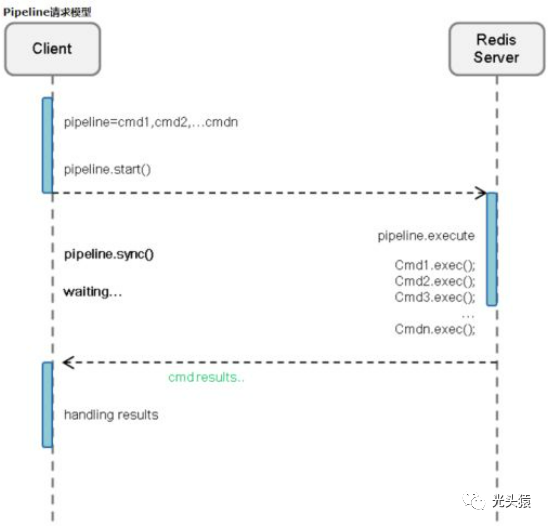 Pipeline请求模型
Client
Redis
Server
pipeline=cmd1,cmd2,…cmdn
pipeline.start()
pipeline.execute
pipeline.sync()
Cmd1.exec();
Cmd2.exec();
waiting…
Cmd3.exec();
…
Cmdn.exec();
cmd results..
handling results
光头猿